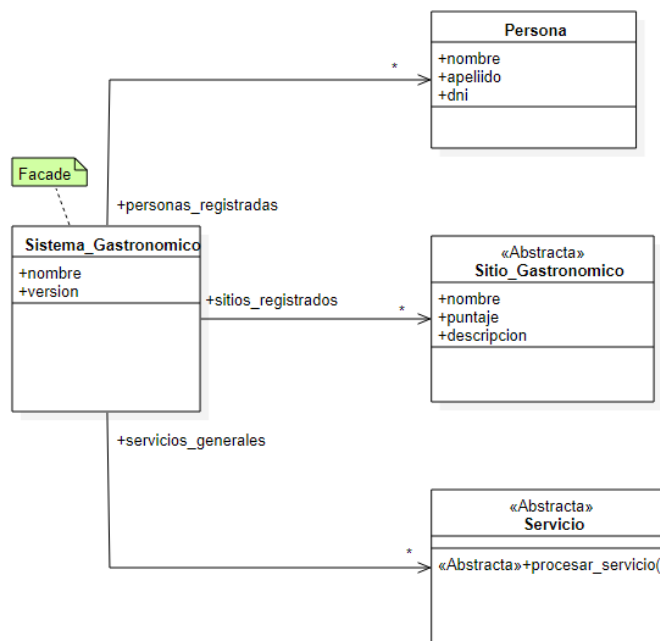 Persona
+nombre
+apeliido
+dni
*
Facade
+personas_registradas
Sistema_Gastronomico
+nombre
+version
+sitios_registrados
*
«Abstracta»
Sitio_Gastronomico
+nombre
+puntaje
+descripcion
+servicios_generales
*
«Abstracta»
Servicio
«Abstracta»+procesar_servicio(